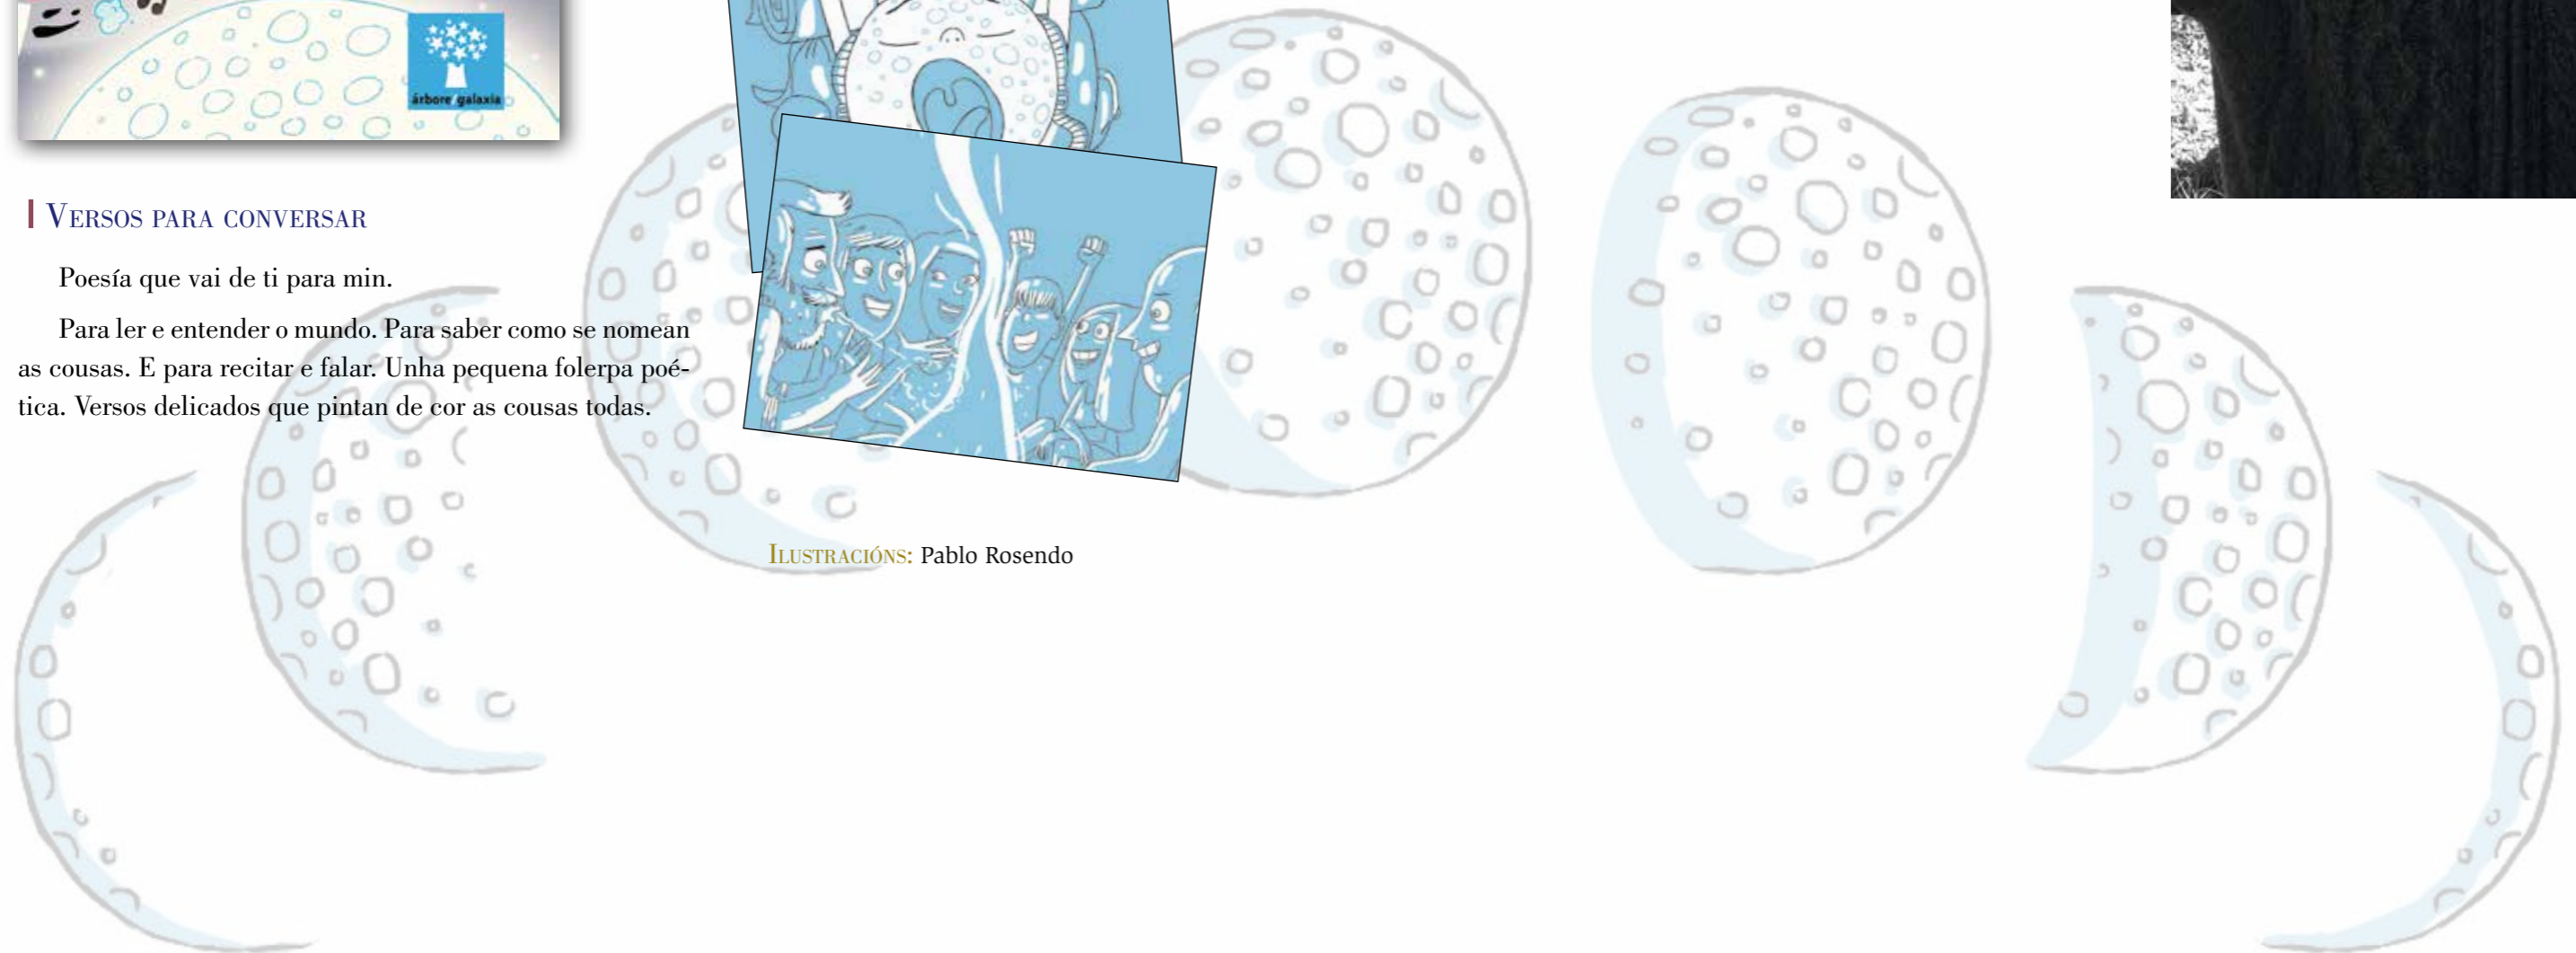 árbore/galaxia
VERSOS PARA CONVERSAR
Poesía que vai de ti para min.
Para ler e entender o mundo. Para saber como se nomean
as cousas. E para recitar e falar. Unha pequena folerpa poé-
tica. Versos delicados que pintan de cor as cousas todas.
ILUSTRACIÓNS: Pablo Rosendo